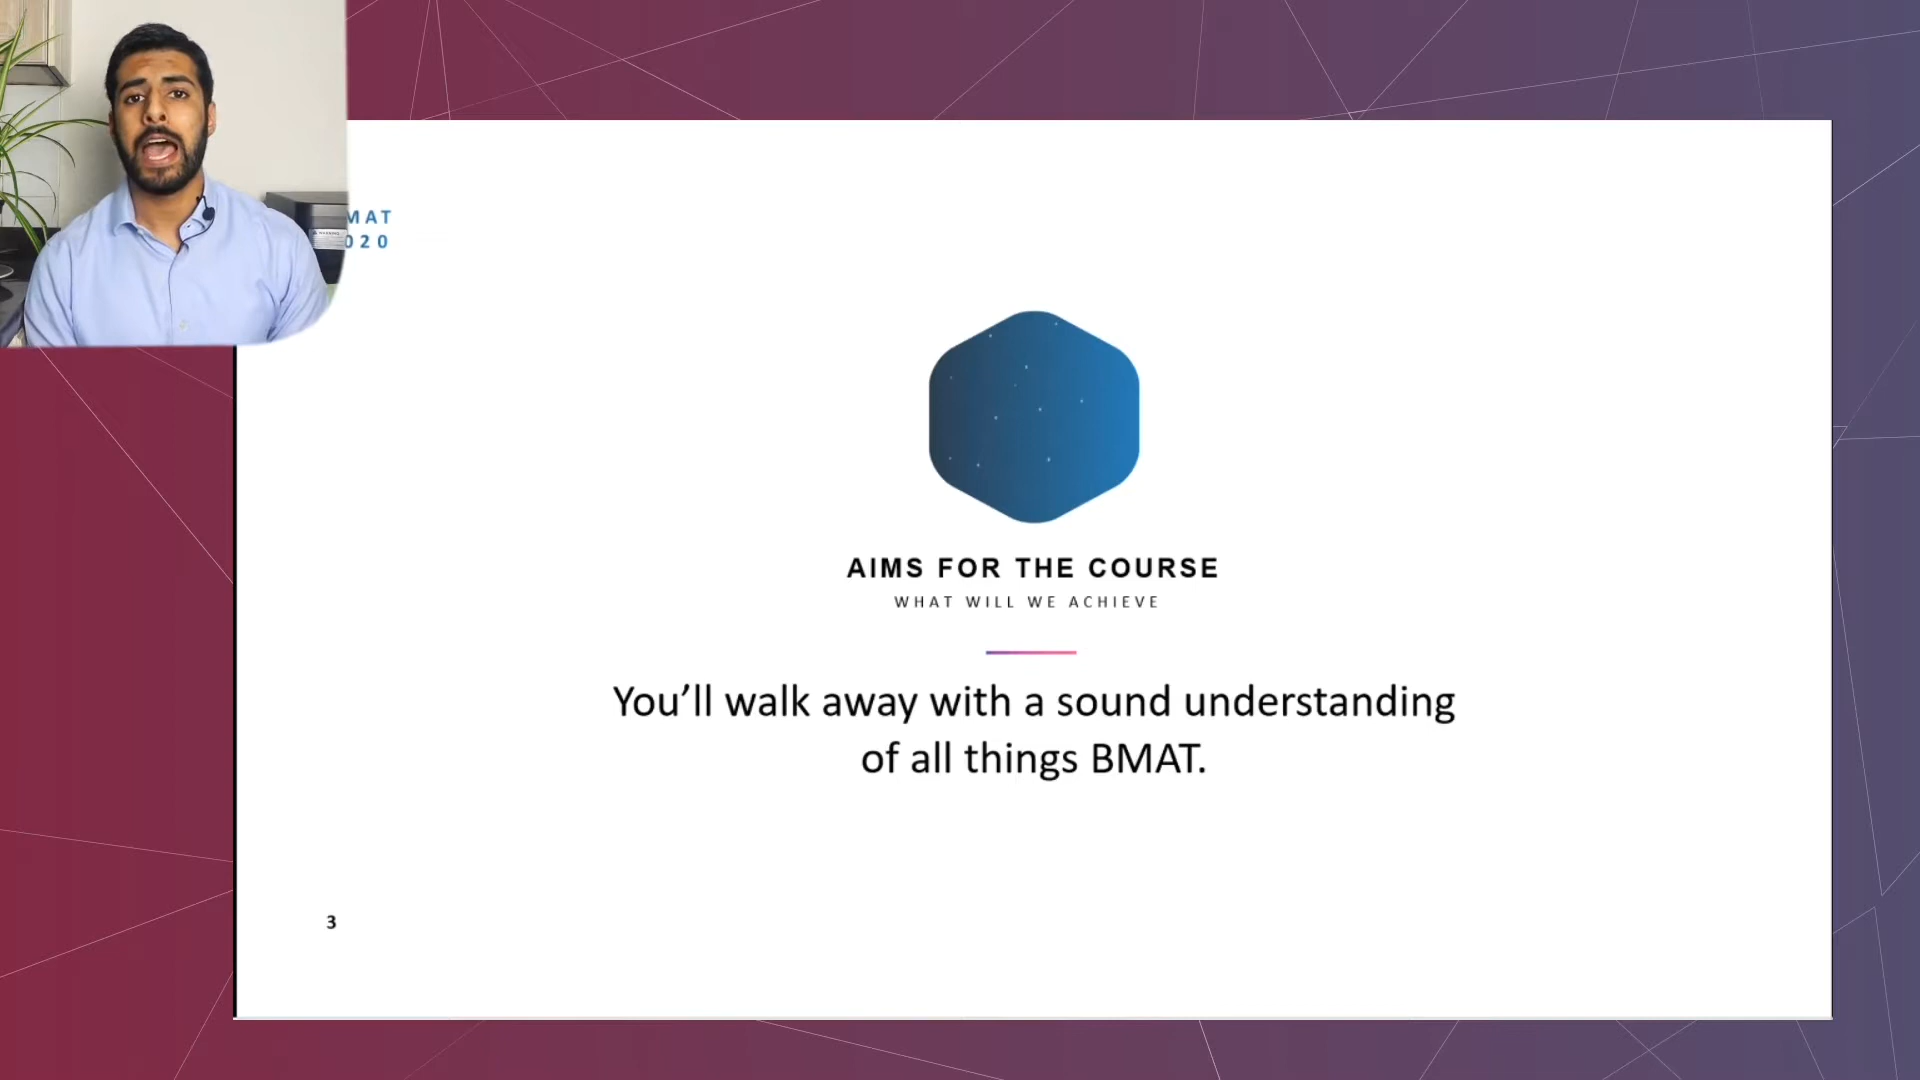 MAT
020
AIMS FOR THE COURSE
WHAT WILL WE ACHIEVE
You’ll walk away with a sound understanding
of all things BMAT.
3